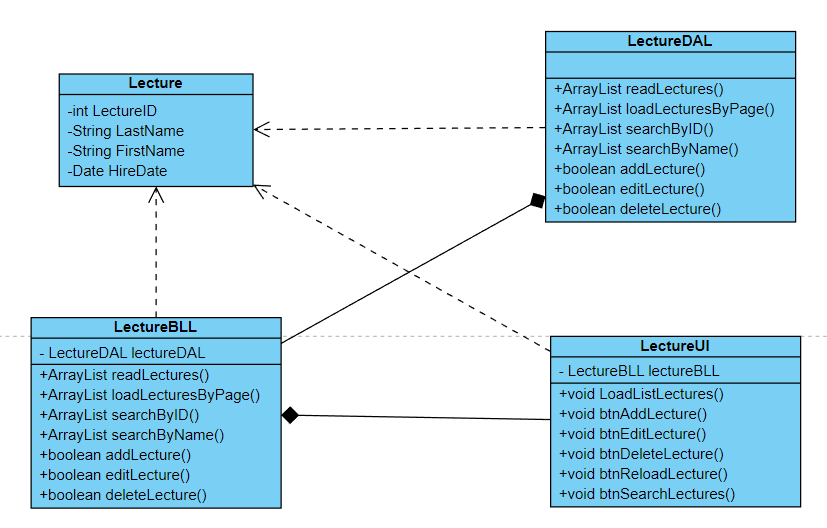 Lecture
-int LectureID
-String LastName
-String FirstName
-Date HireDate
LectureDAL
+ArrayList readLectures()
+ArrayList loadLecturesByPage()
+ArrayList searchByID()
+ArrayList searchByName()
+boolean addLecture()
+boolean editLecture()
+boolean deleteLecture()
LectureBLL
- LectureDAL lectureDAL
+ArrayList readLectures()
+ArrayList loadLecturesByPage()
+ArrayList searchByID()
+ArrayList searchByName()
+boolean addLecture()
+boolean editLecture()
+boolean deleteLecture()
LectureUI
- LectureBLL lectureBLL
+void LoadListLectures()
+void btnAddLecture()
+void btnEditLecture()
+void btnDeleteLecture()
+void btnReloadLecture()
+void btnSearchLectures()